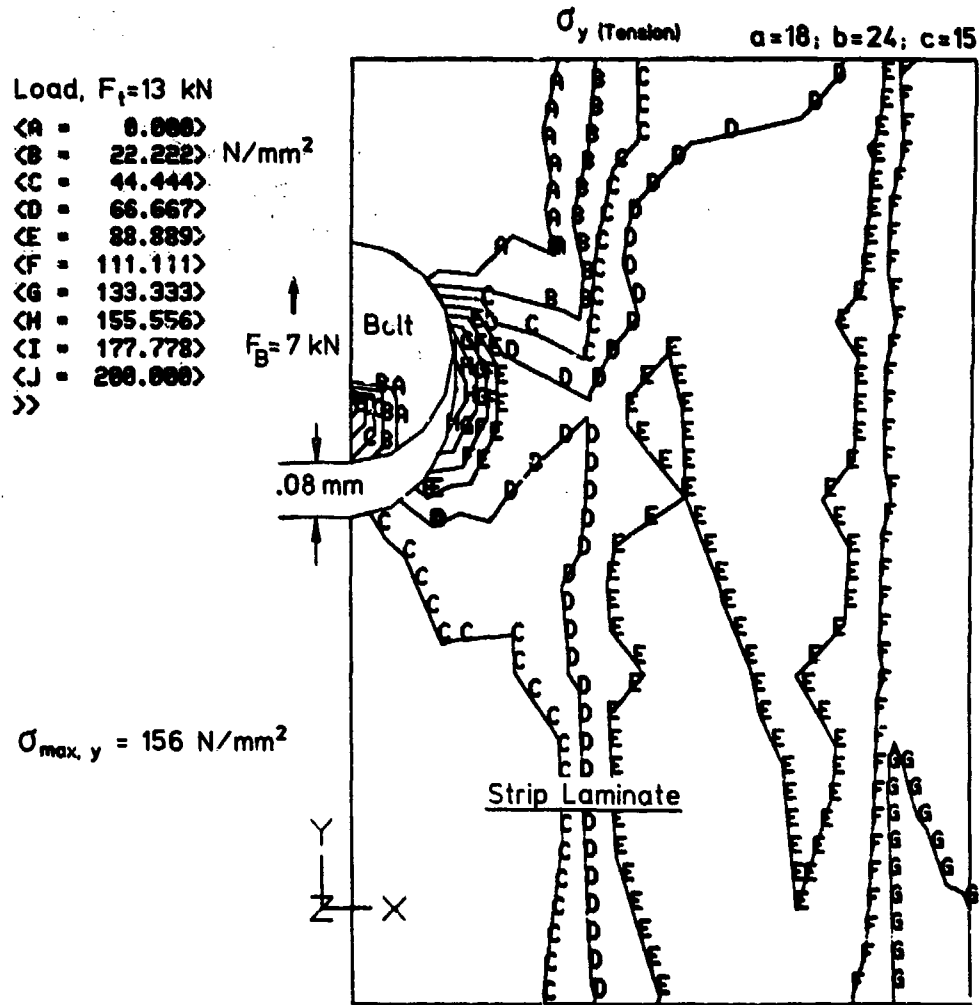 σy (Tension)
a=18; b=24; c=15
Load, Ft=13 kN
<A = 0.000>
<B = 22.222> N/mm²
<C = 44.444>
<D = 66.667>
<E = 88.889>
<F = 111.111>
<G = 133.333>
<H = 155.556>
<I = 177.778>
<J = 200.000>
>>
Bolt
FB=7 kN
.08 mm
σmax, y = 156 N/mm²
Strip Laminate
Y
Z X